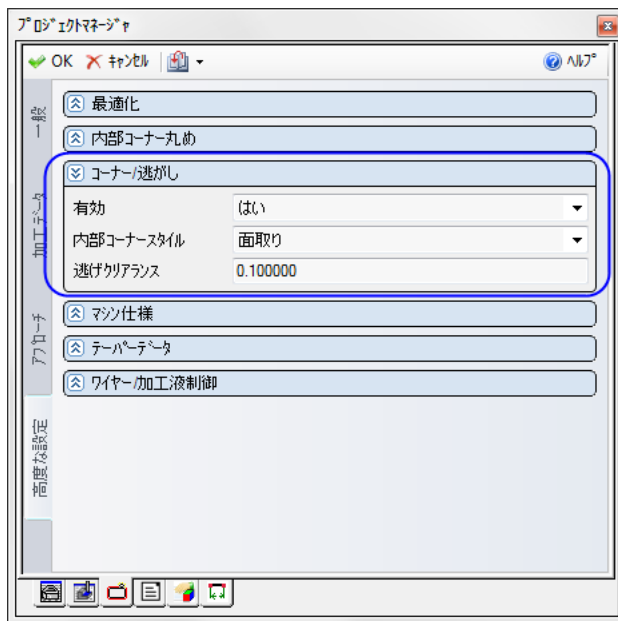 プロジェクトマネージャ
OK キャンセル ヘルプ
一般
加工データ
アプローチ
高度な設定
最適化
内部コーナー丸め
コーナー/逃がし
有効 はい
内部コーナースタイル 面取り
逃げクリアランス 0.100000
マシン仕様
テーパーデータ
ワイヤー/加工液制御